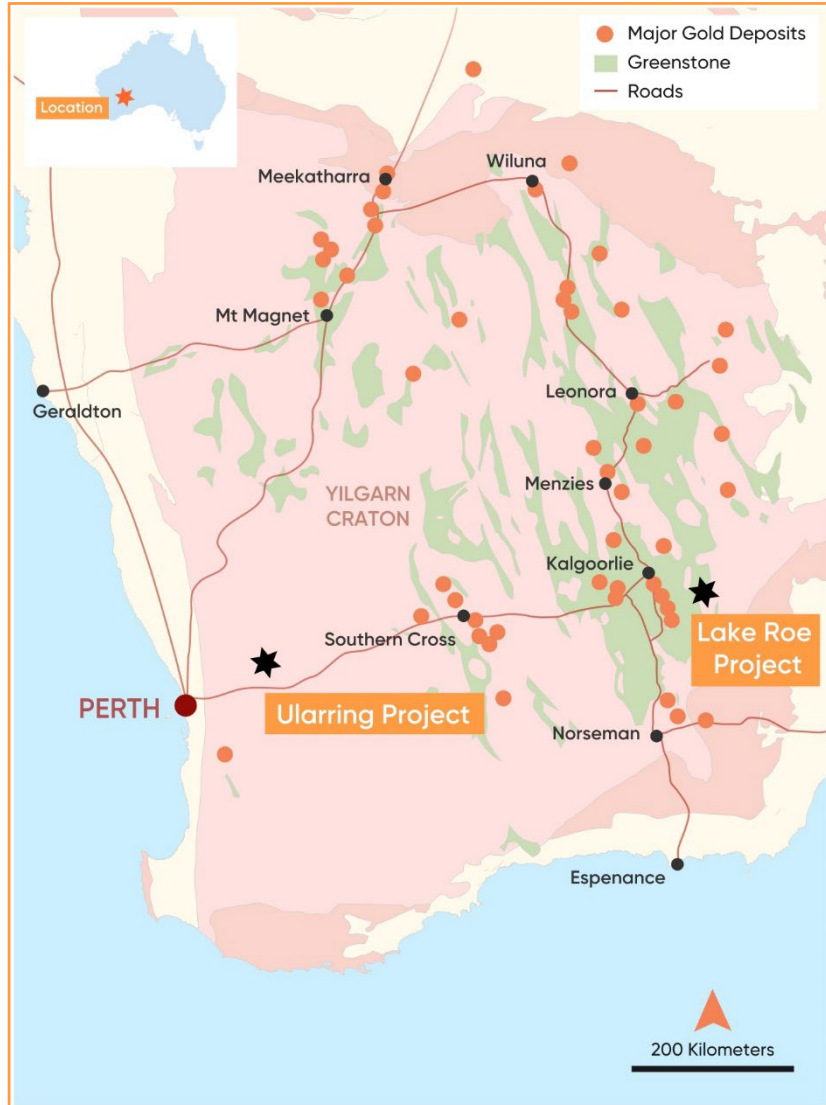 Location
Major Gold Deposits
Greenstone
Roads
Meekatharra
Wiluna
Mt Magnet
Geraldton
Leonora
Menzies
YILGARN
CRATON
Kalgoorlie
Southern Cross
Lake Roe
Project
PERTH
Ularring Project
Norseman
Espenance
200 Kilometers